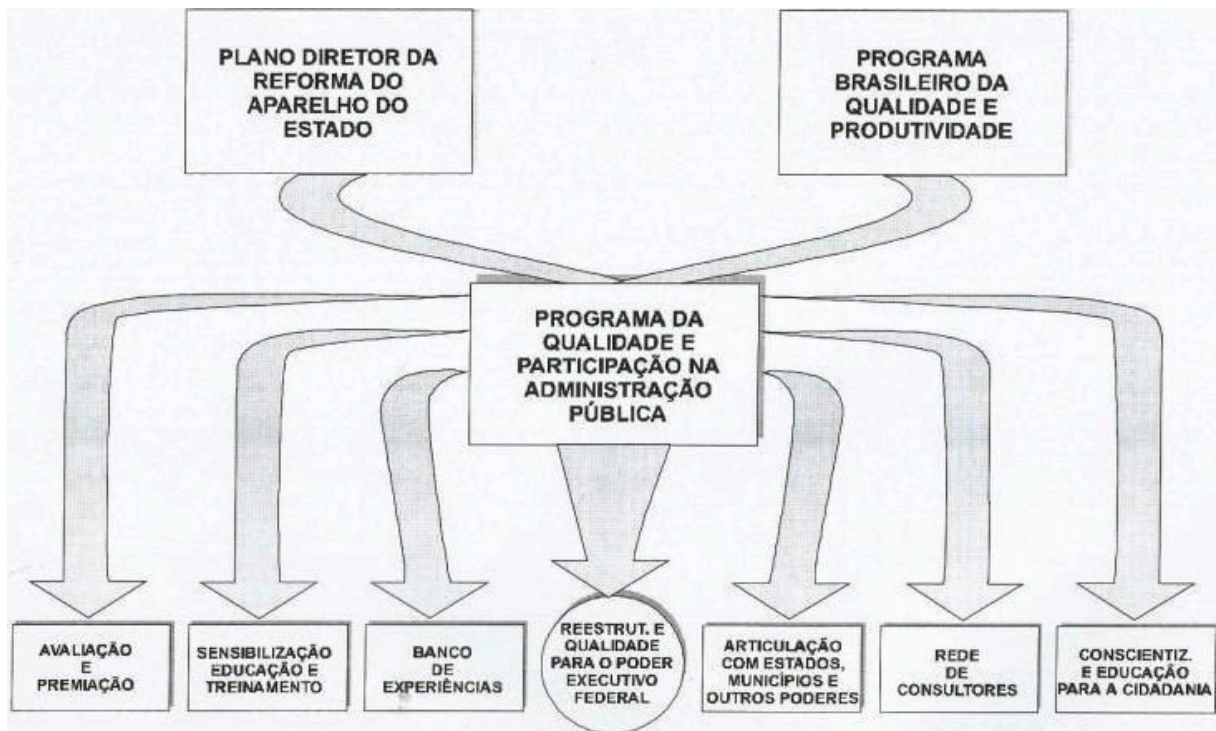 PLANO DIRETOR DA
REFORMA DO
APARELHO DO
ESTADO
PROGRAMA
BRASILEIRO DA
QUALIDADE E
PRODUTIVIDADE
PROGRAMA DA
QUALIDADE E
PARTICIPAÇÃO NA
ADMINISTRAÇÃO
PÚBLICA
AVALIAÇÃO
E
PREMIAÇÃO
SENSIBILIZAÇÃO
EDUCAÇÃO E
TREINAMENTO
BANCO
DE
EXPERIÊNCIAS
REESTRUT. E
QUALIDADE
PARA O PODER
EXECUTIVO
FEDERAL
ARTICULAÇÃO
COM ESTADOS,
MUNICÍPIOS E
OUTROS PODERES
REDE
DE
CONSULTORES
CONSCIENTIZ.
E EDUCAÇÃO
PARA A CIDADANIA